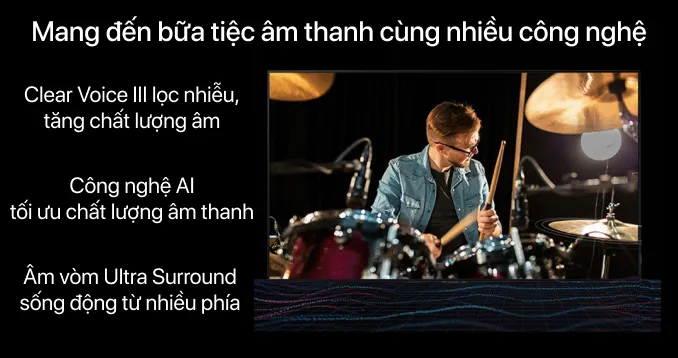 Mang đến bữa tiệc âm thanh cùng nhiều công nghệ
Clear Voice III lọc nhiễu,
tăng chất lượng âm
Công nghệ AI
tối ưu chất lượng âm thanh
Âm vòm Ultra Surround
sống động từ nhiều phía